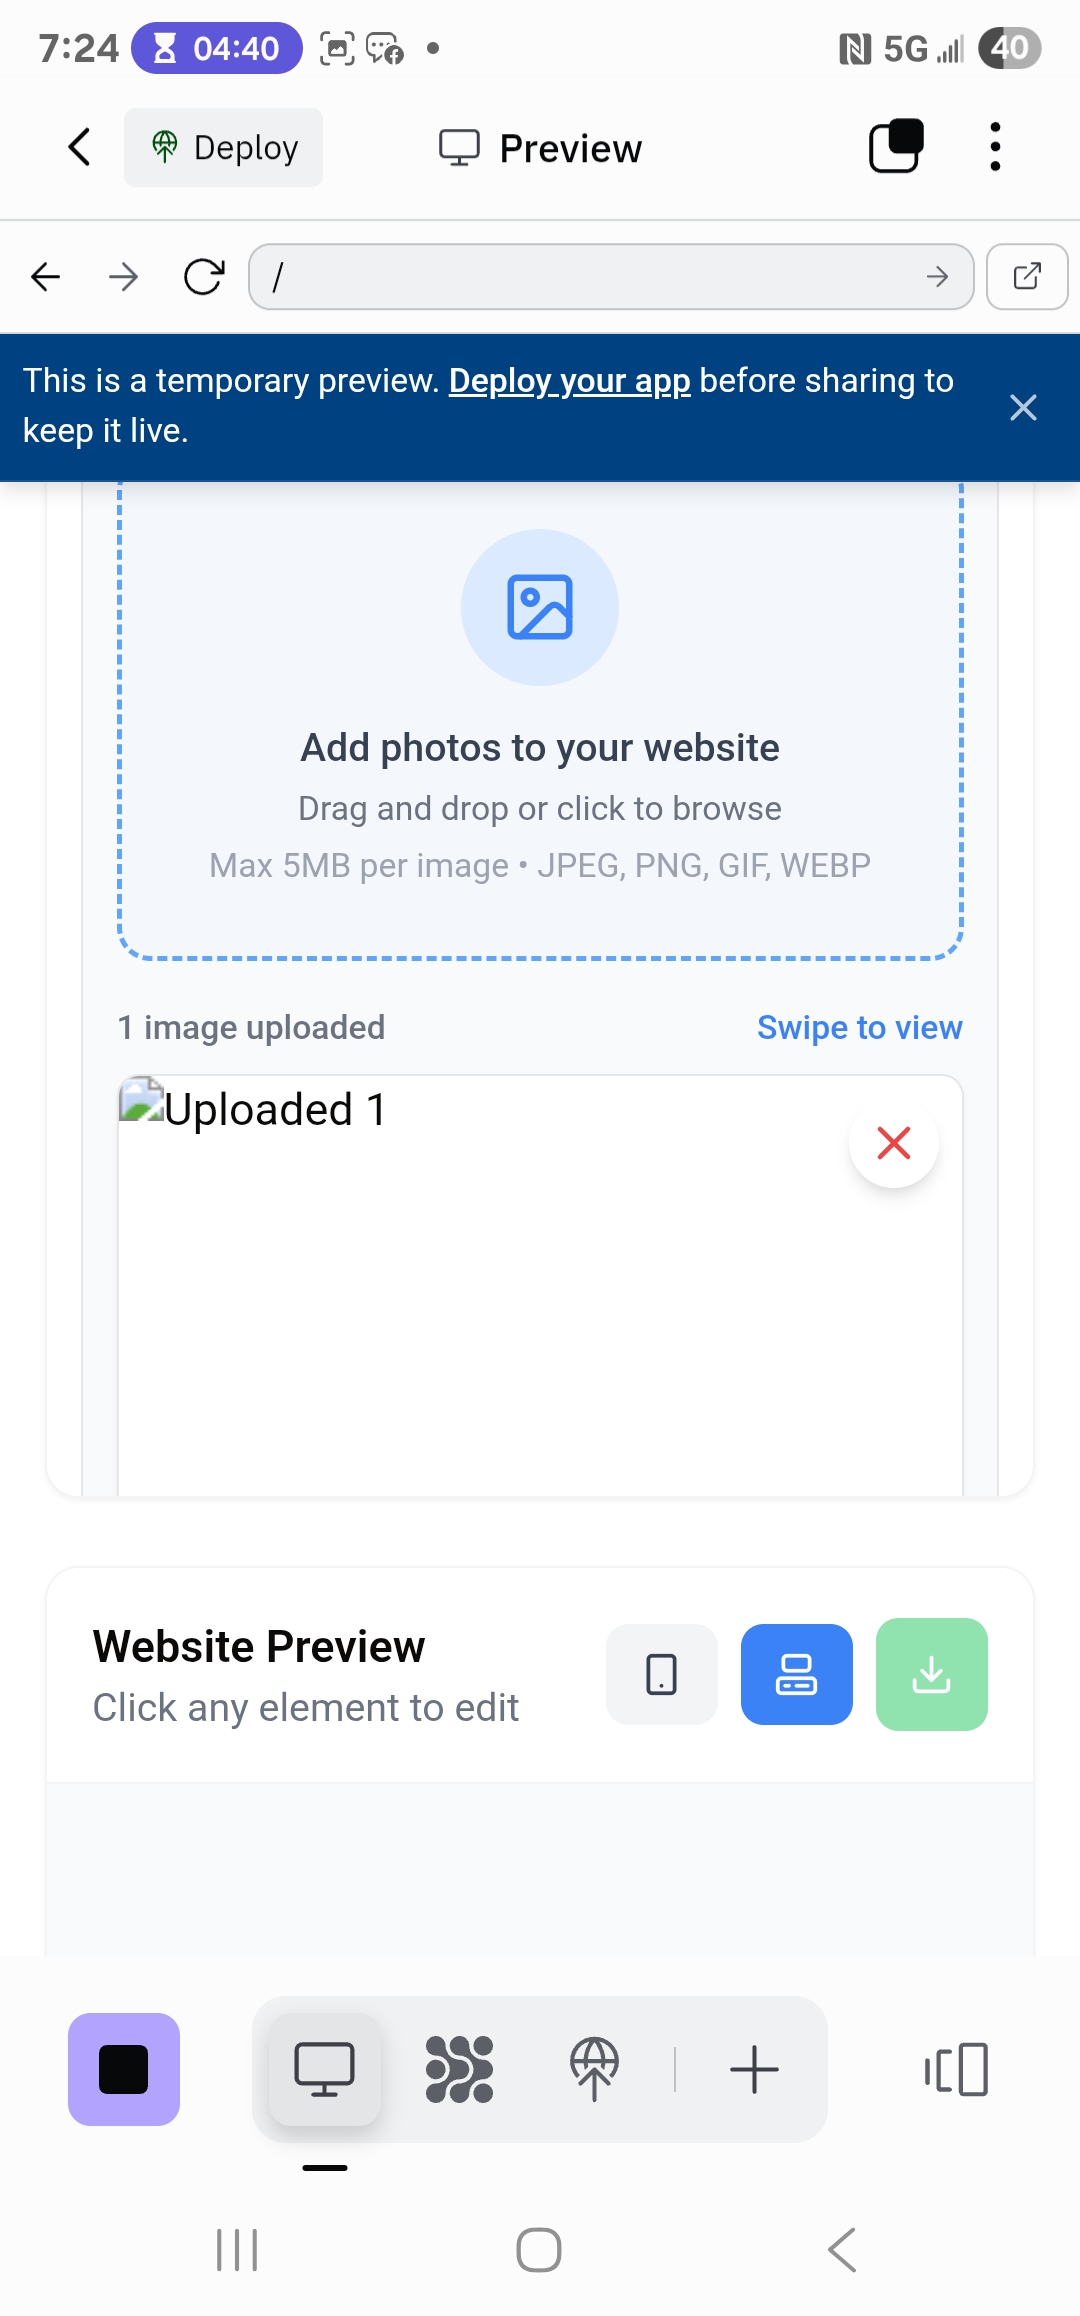 7:24 04:40 5G 40
Deploy Preview
/
This is a temporary preview. Deploy your app before sharing to
keep it live.
Add photos to your website
Drag and drop or click to browse
Max 5MB per image • JPEG, PNG, GIF, WEBP
1 image uploaded Swipe to view
Uploaded 1
Website Preview
Click any element to edit